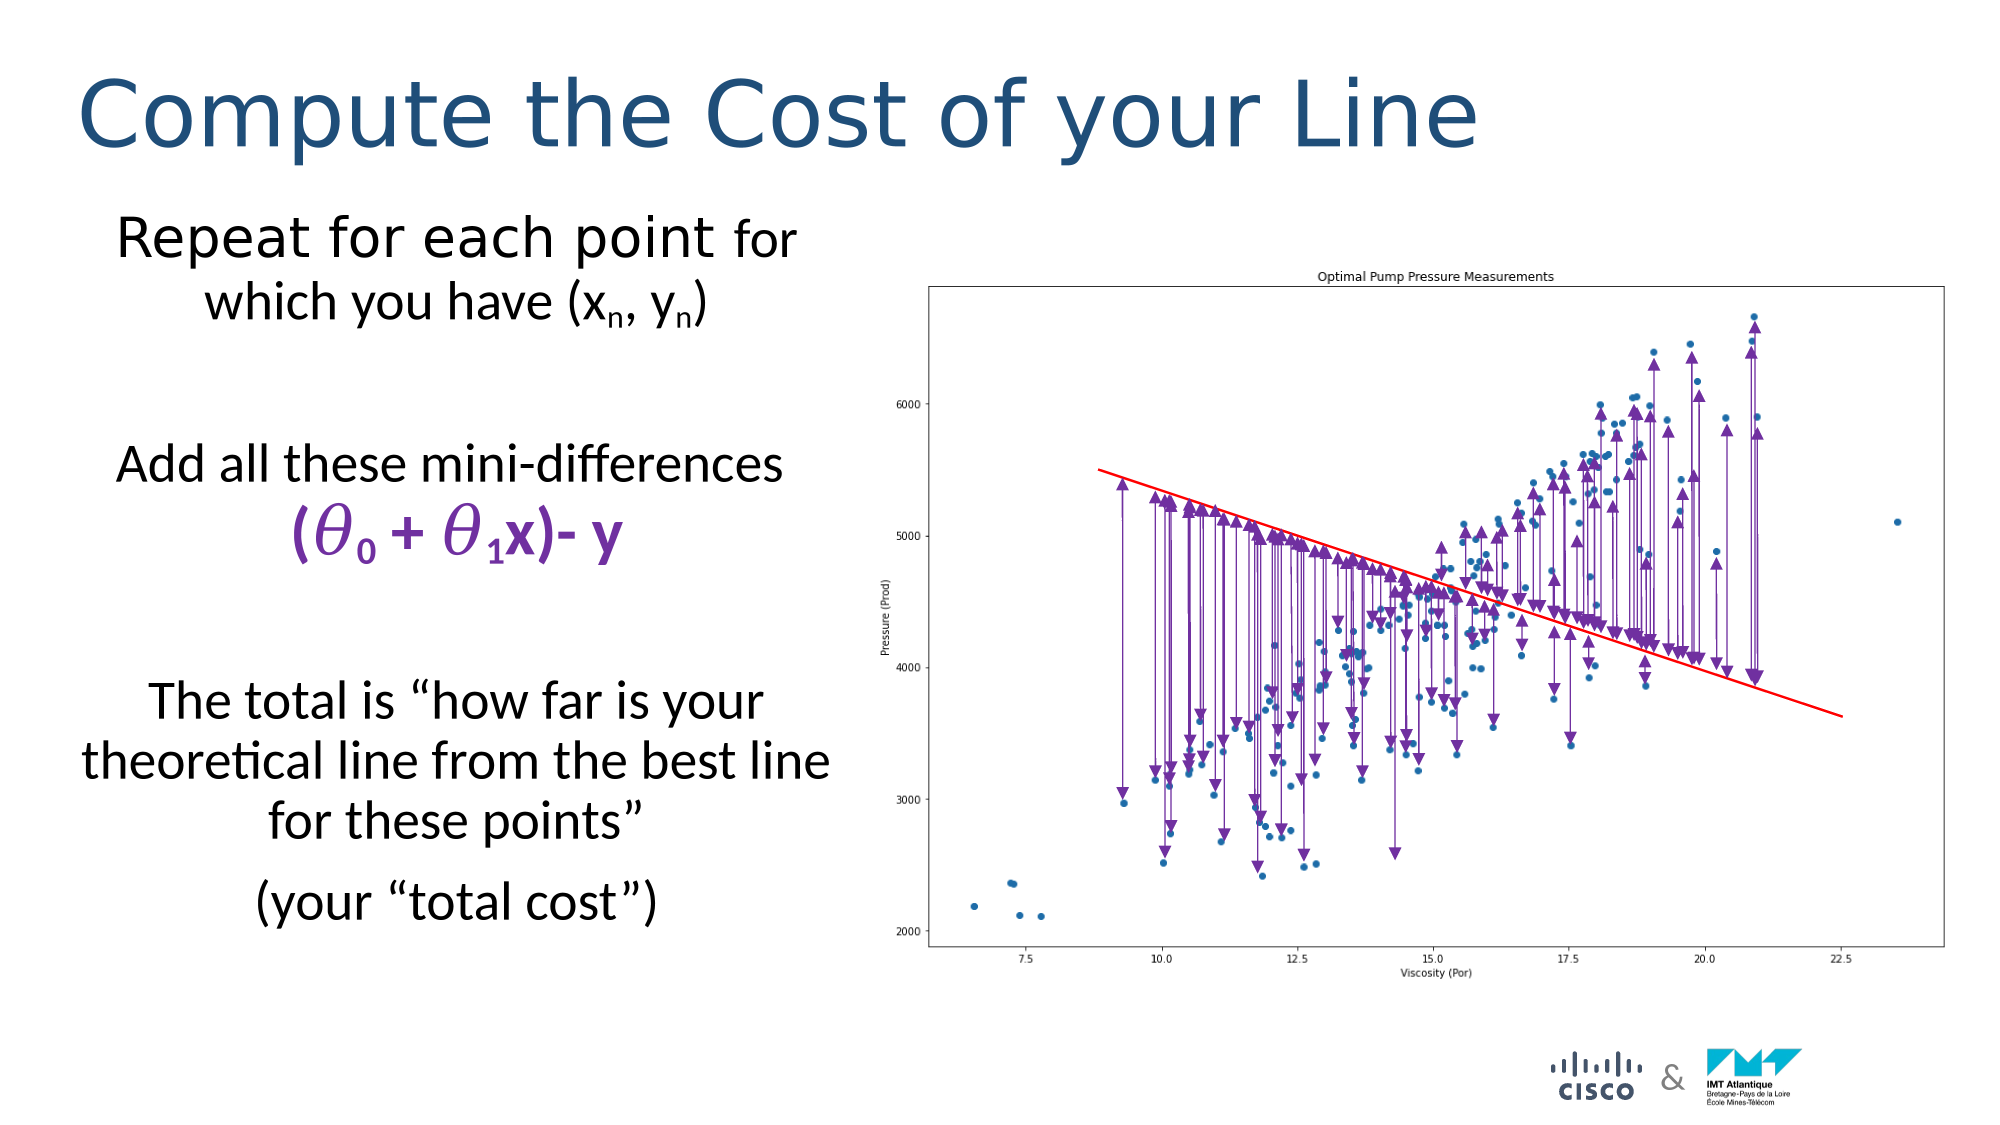 Compute the Cost of your Line
Repeat for each point for
which you have (xₙ, yₙ)
Add all these mini-differences
(θ₀ + θ₁x)- y
The total is “how far is your
theoretical line from the best line
for these points”
(your “total cost”)
Optimal Pump Pressure Measurements
6000
5000
4000
3000
2000
Pressure (Prod)
7.5 10.0 12.5 15.0 17.5 20.0 22.5
Viscosity (Por)
CISCO & IMT Atlantique
Bretagne-Pays de la Loire
École Mines-Télécom